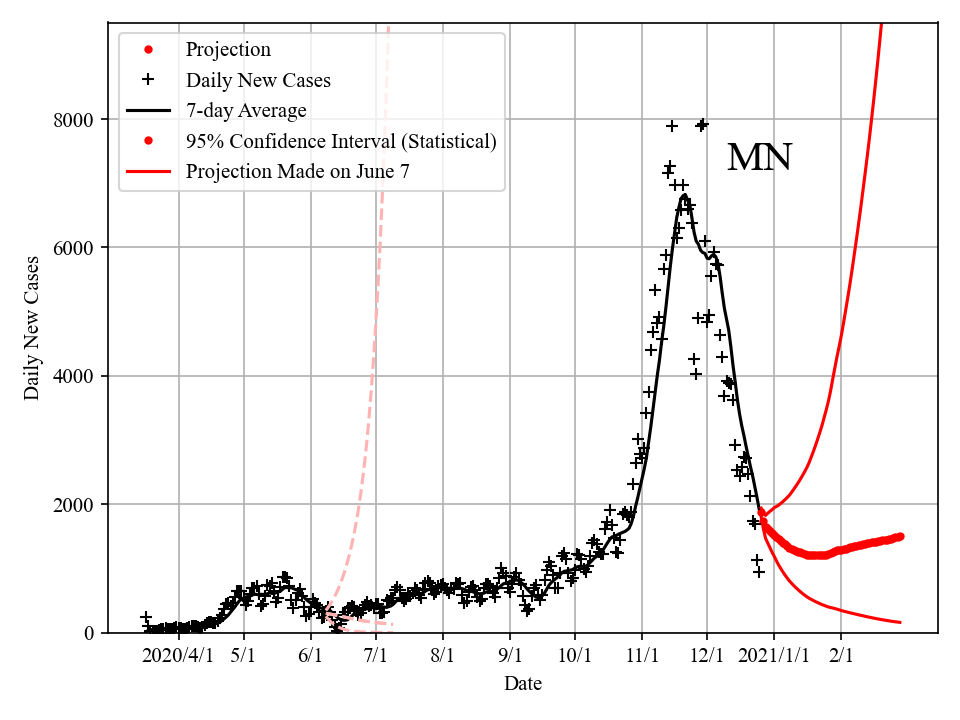 Projection
Daily New Cases
7-day Average
95% Confidence Interval (Statistical)
Projection Made on June 7
MN
8000
6000
4000
2000
0
Daily New Cases
2020/4/1 5/1 6/1 7/1 8/1 9/1 10/1 11/1 12/1 2021/1/1 2/1
Date